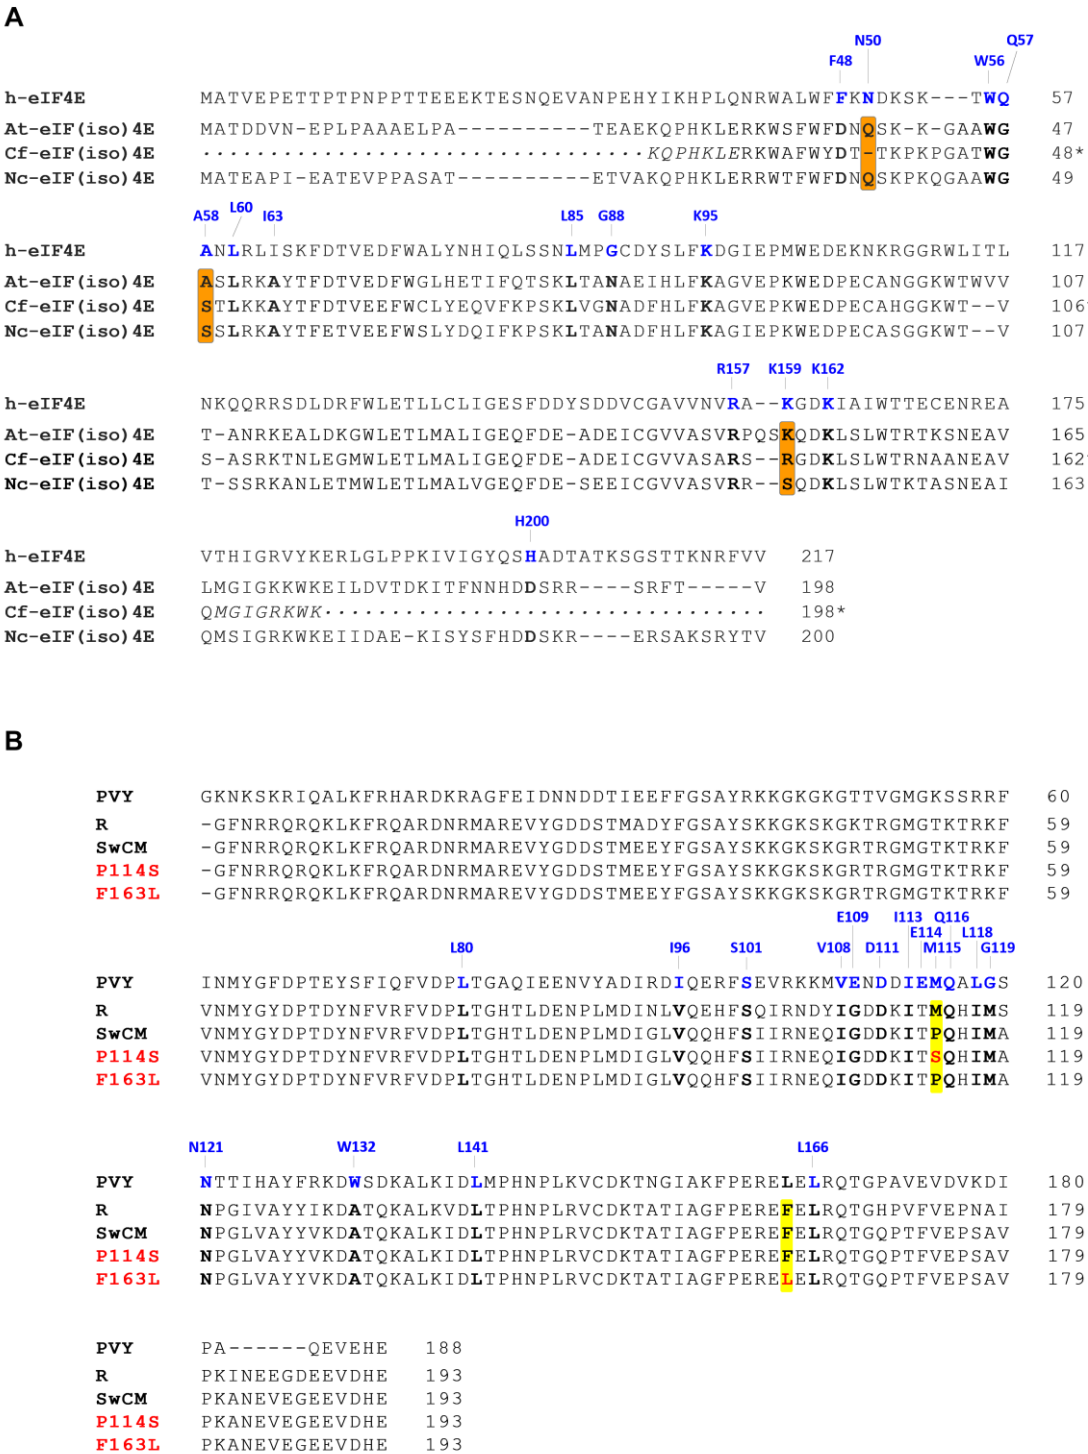 A
N50 Q57
F48 W56
h-eIF4E MATVEPETTPTPNPPTTEEEKTESNQEVANPEHYIKHPLQNRWALWFFKNDKSK---TWQ 57
At-eIF(iso)4E MATDDVN-EPLPAAAELPA----------TEAEKQPHKLERKWSFWFDNQSK-K-GAAWG 47
Cf-eIF(iso)4E .................................KQPHKLERKWAFWYDT-TKPKPGATWG 48*
Nc-eIF(iso)4E MATEAPI-EATEVPPASAT----------ETVAKQPHKLERRWTFWFDNQSKPKQGAAWG 49
A58 L60 I63 L85 G88 K95
h-eIF4E ANLRLISKFDTVEDFWALYNHIQLSSNLMPGCDYSLFKDGIEPMWEDEKNKRGGRWLITL 117
At-eIF(iso)4E ASLRKAYTFDTVEDFWGLHETIFQTSKLTANAEIHLFKAGVEPKWEDPECANGGKWTWVV 107
Cf-eIF(iso)4E STLKKAYTFDTVEEFWCLYEQVFKPSKLVGNADFHLFKAGIEPKWEDPECAHGGKWT--V 106
Nc-eIF(iso)4E SSLRKAYTFETVEEFWSLYDQIFKPSKLTANADFHLFKAGIEPKWEDPECASGGKWT--V 107
R157 K159 K162
h-eIF4E NKQQRRSDLDRFWLETLLCLIGESFDDYSDDVCGAVVNVRA--KGDKIAIWTTECENREA 175
At-eIF(iso)4E T-ANRKEALDKGWLETLMALIGEQFDE-ADEICGVVASVRPQSKQDKLSLWTRTKSNEAV 165
Cf-eIF(iso)4E S-ASRKTNLEGMWLETLMALIGEQFDE-ADEICGVVASARS--RGDKLSLWTRNAANEAV 162
Nc-eIF(iso)4E T-SSRKANLETMWLETLMALVGEQFDE-SEEICGVVASVRR--SQDKLSLWTKTASNEAI 163
H200
h-eIF4E VTHIGRVYKERLGLPPKIVIGYQSHADTATKSGSTTKNRFVV 217
At-eIF(iso)4E LMGIGKKWKEILDVTDKITFNNHDDSRR----SRFT-----V 198
Cf-eIF(iso)4E QMGIGRKWK................................. 198*
Nc-eIF(iso)4E QMSIGRKWKEIIDAE-KISYSFHDDSKR----ERSAKSRYTV 200
B
PVY GKNKSKRIQALKFRHARDKRAGFEIDNNDDTIEEFFGSAYRKKGKGKGTTVGMGKSSRRF 60
R -GFNRRQRQKLKFRQARDNRMAREVYGDDSTMADYFGSAYSKKGKSKGKTRGMGTKTRKF 59
SwCM -GFNRRQRQKLKFRQARDNRMAREVYGDDSTMEEYFGSAYSKKGKSKGRTRGMGTKTRKF 59
P114S -GFNRRQRQKLKFRQARDNRMAREVYGDDSTMEEYFGSAYSKKGKSKGRTRGMGTKTRKF 59
F163L -GFNRRQRQKLKFRQARDNRMAREVYGDDSTMEEYFGSAYSKKGKSKGRTRGMGTKTRKF 59
E109 I113 Q116
E114 L118
L80 I96 S101 V108 D111 M115 G119
PVY INMYGFDPTEYSFIQFVDPLTGAQIEENVYADIRDIQERFSEVRKKMVENDDIEMQALGS 120
R VNMYGYDPTDYNFVRFVDPLTGHTLDENPLMDINLVQEHFSQIRNDYIGDDKITMQHIMS 119
SwCM VNMYGYDPTDYNFVRFVDPLTGHTLDENPLMDIGLVQQHFSIIRNEQIGDDKITPQHIMA 119
P114S VNMYGYDPTDYNFVRFVDPLTGHTLDENPLMDIGLVQQHFSIIRNEQIGDDKITSQHIMA 119
F163L VNMYGYDPTDYNFVRFVDPLTGHTLDENPLMDIGLVQQHFSIIRNEQIGDDKITPQHIMA 119
N121 W132 L141 L166
PVY NTTIHAYFRKDWSDKALKIDLMPHNPLKVCDKTNGIAKFPERELELRQTGPAVEVDVKDI 180
R NPGIVAYYIKDATQKALKVDLTPHNPLRVCDKTATIAGFPEREFELRQTGHPVFVEPNAI 179
SwCM NPGLVAYYVKDATQKALKIDLTPHNPLRVCDKTATIAGFPEREFELRQTGQPTFVEPSAV 179
P114S NPGLVAYYVKDATQKALKIDLTPHNPLRVCDKTATIAGFPEREFELRQTGQPTFVEPSAV 179
F163L NPGLVAYYVKDATQKALKIDLTPHNPLRVCDKTATIAGFPERELELRQTGQPTFVEPSAV 179
PVY PA------QEVEHE 188
R PKINEEGDEEVDHE 193
SwCM PKANEVEGEEVDHE 193
P114S PKANEVEGEEVDHE 193
F163L PKANEVEGEEVDHE 193